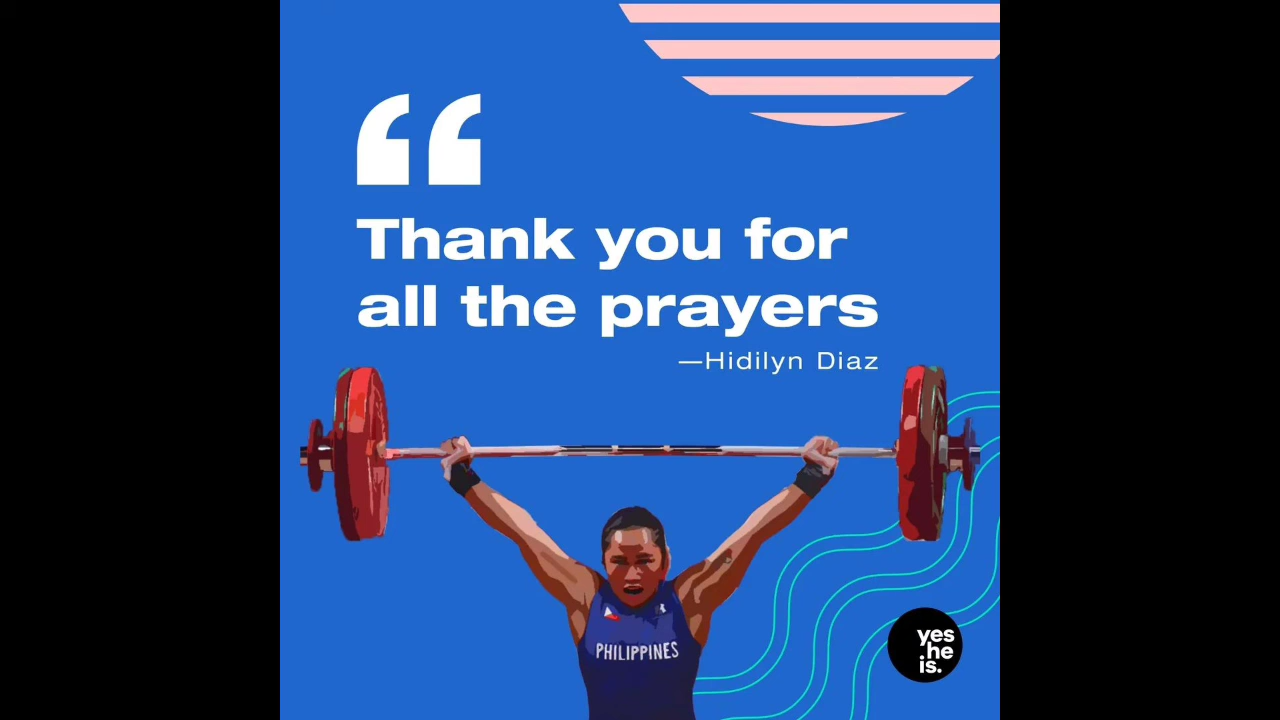 “
Thank you for
all the prayers
—Hidilyn Diaz
PHILIPPINES
yes
he
is.